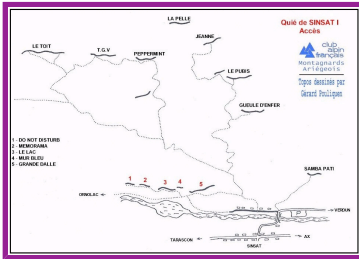 Quié de SINSAT I
Accès
club
alpin
français
Montagnards
Ariégeois
Topos dessinés par
Gérard Pouliquen
LA PELLE
JEANNE
LE TOIT
T.G.V
PEPPERMINT
LE PUBIS
GUEULE D'ENFER
SAMBA PATI
1 - DO NOT DISTURB
2 - MEMORAMA
3 - LE LAC
4 - MUR BLEU
5 - GRANDE DALLE
1
2
3
4
5
ORNOLAC
P
VERDUN
TARASCON
SINSAT
AX